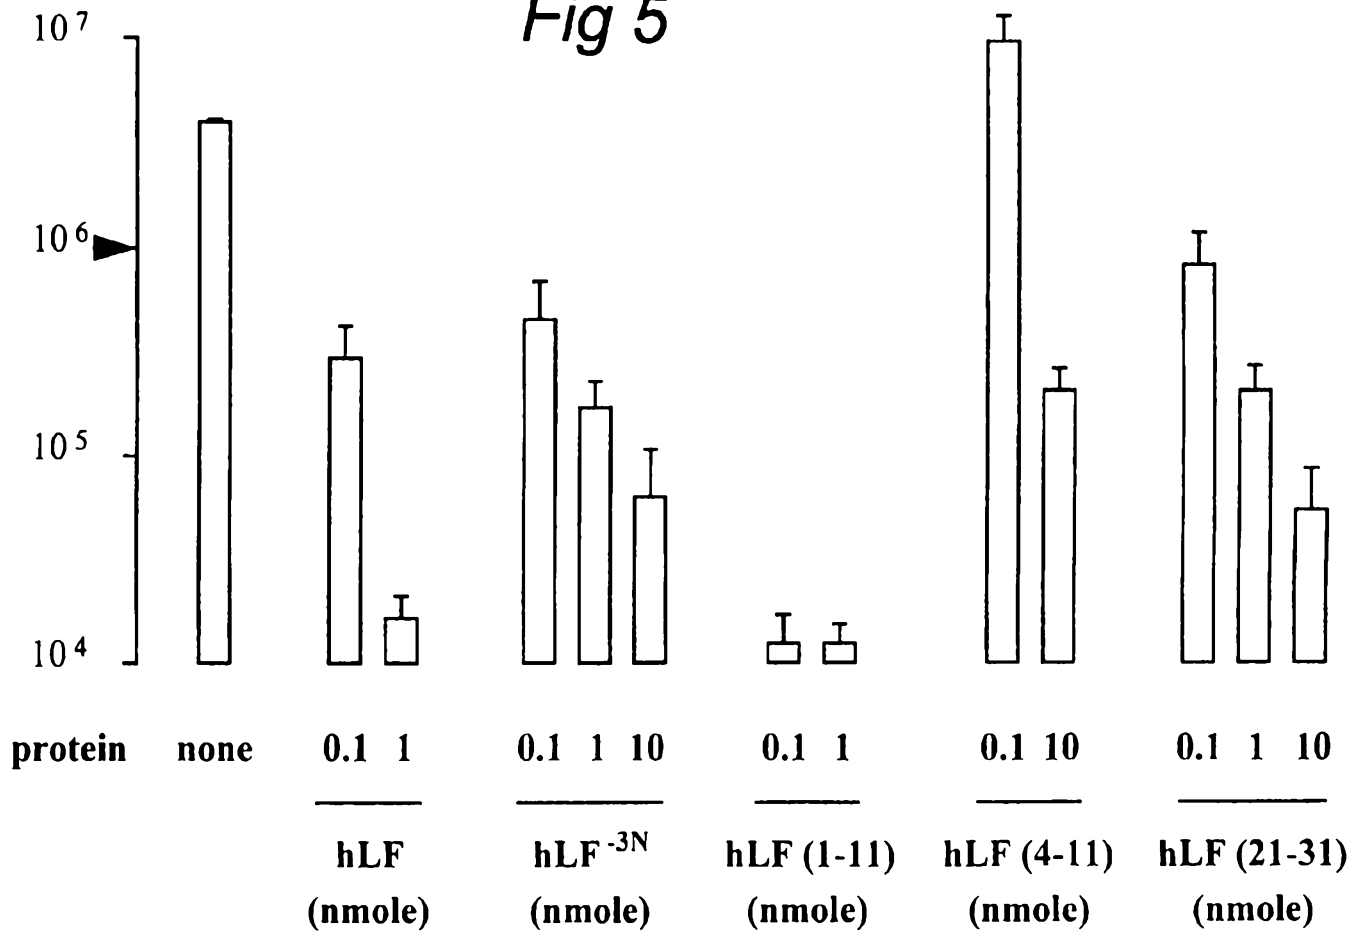 Fig 5
10⁷
10⁶
10⁵
10⁴
protein none 0.1 1 0.1 1 10 0.1 1 0.1 10 0.1 1 10
hLF hLF⁻³ᴺ hLF (1-11) hLF (4-11) hLF (21-31)
(nmole) (nmole) (nmole) (nmole) (nmole)